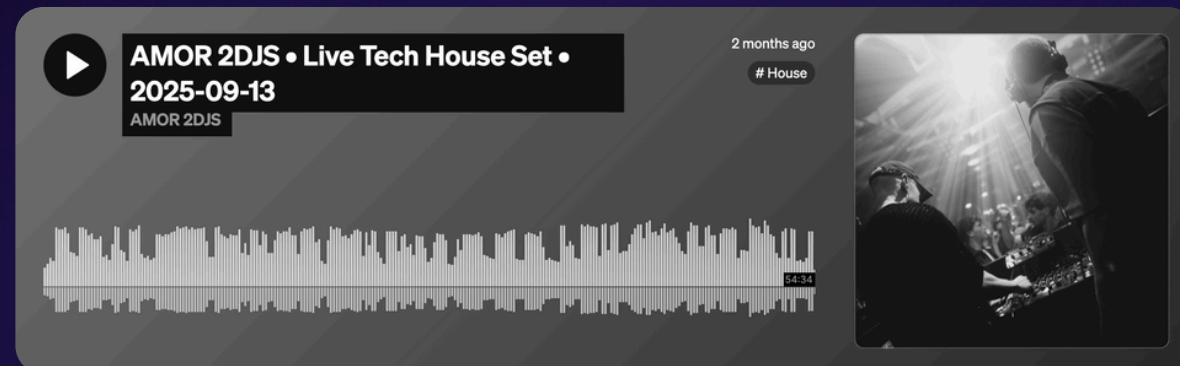 AMOR 2DJS • Live Tech House Set •
2025-09-13
AMOR 2DJS
2 months ago
# House
54:34